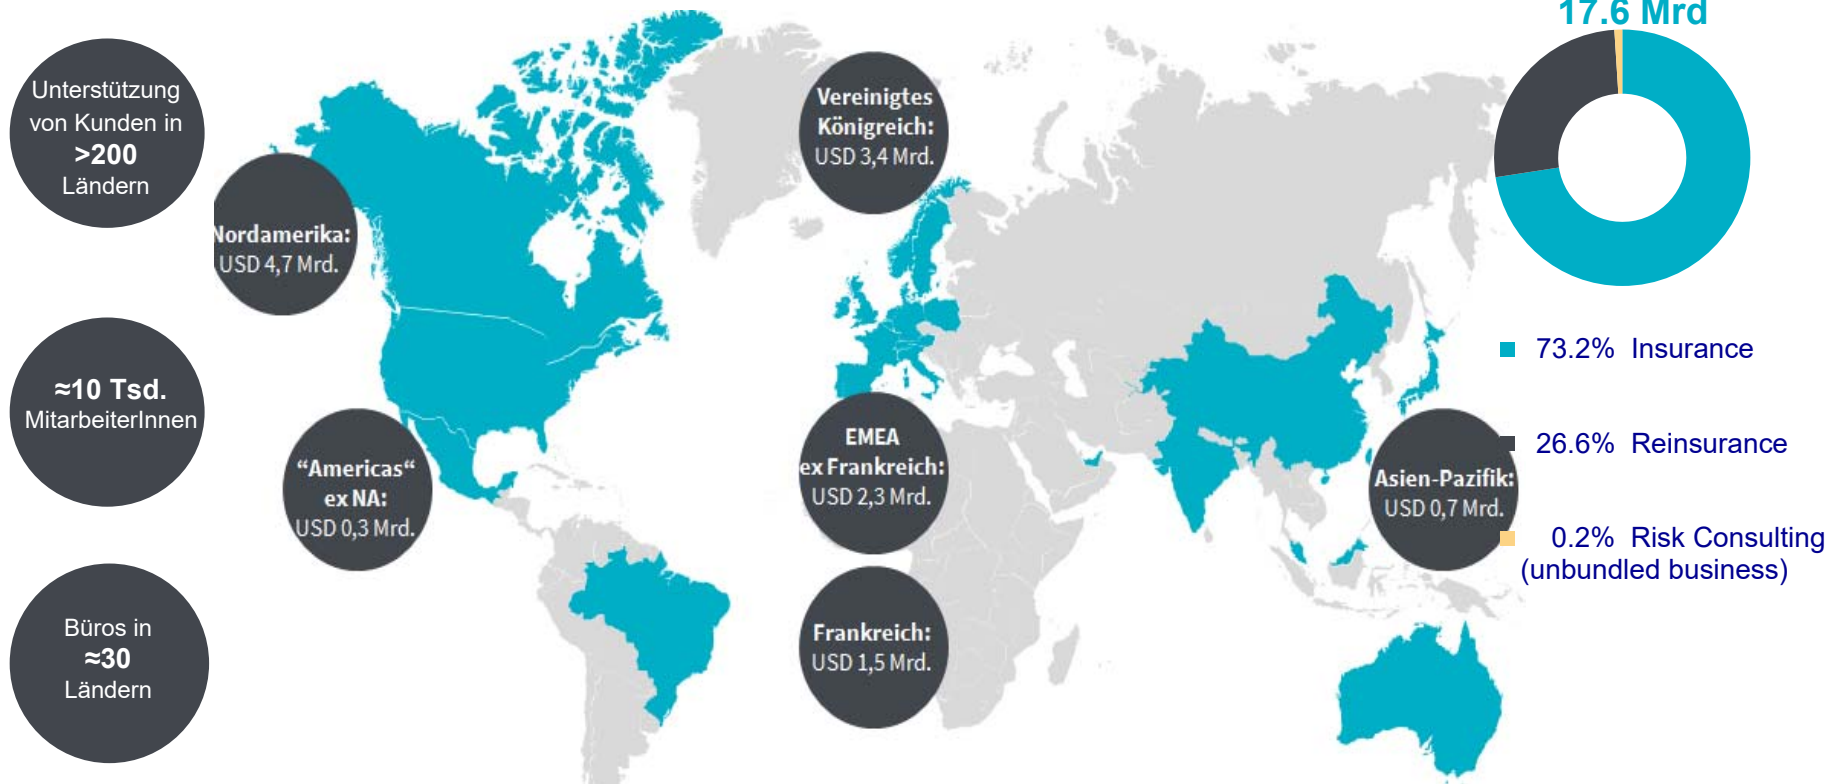 Unterstützung
von Kunden in
>200
Ländern
≈10 Tsd.
MitarbeiterInnen
Büros in
≈30
Ländern
Nordamerika:
USD 4,7 Mrd.
“Americas“
ex NA:
USD 0,3 Mrd.
Vereinigtes
Königreich:
USD 3,4 Mrd.
EMEA
ex Frankreich:
USD 2,3 Mrd.
Frankreich:
USD 1,5 Mrd.
Asien-Pazifik:
USD 0,7 Mrd.
17.6 Mrd
73.2% Insurance
26.6% Reinsurance
0.2% Risk Consulting
(unbundled business)